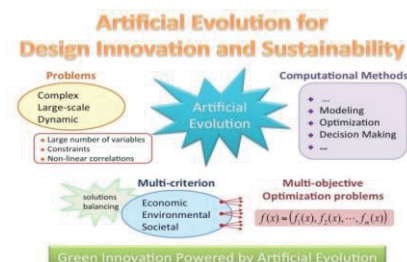 Artificial Evolution for
Design Innovation and Sustainability
Problems
Complex
Large-scale
Dynamic
Large number of variables
Constraints
Non-linear correlations
Artificial
Evolution
Computational Methods
...
Modeling
Optimization
Decision Making
...
solutions
balancing
Multi-criterion
Economic
Environmental
Societal
Multi-objective
Optimization problems
f(x) = (f₁(x), f₂(x), ⋯, fₘ(x))
Green Innovation Powered by Artificial Evolution